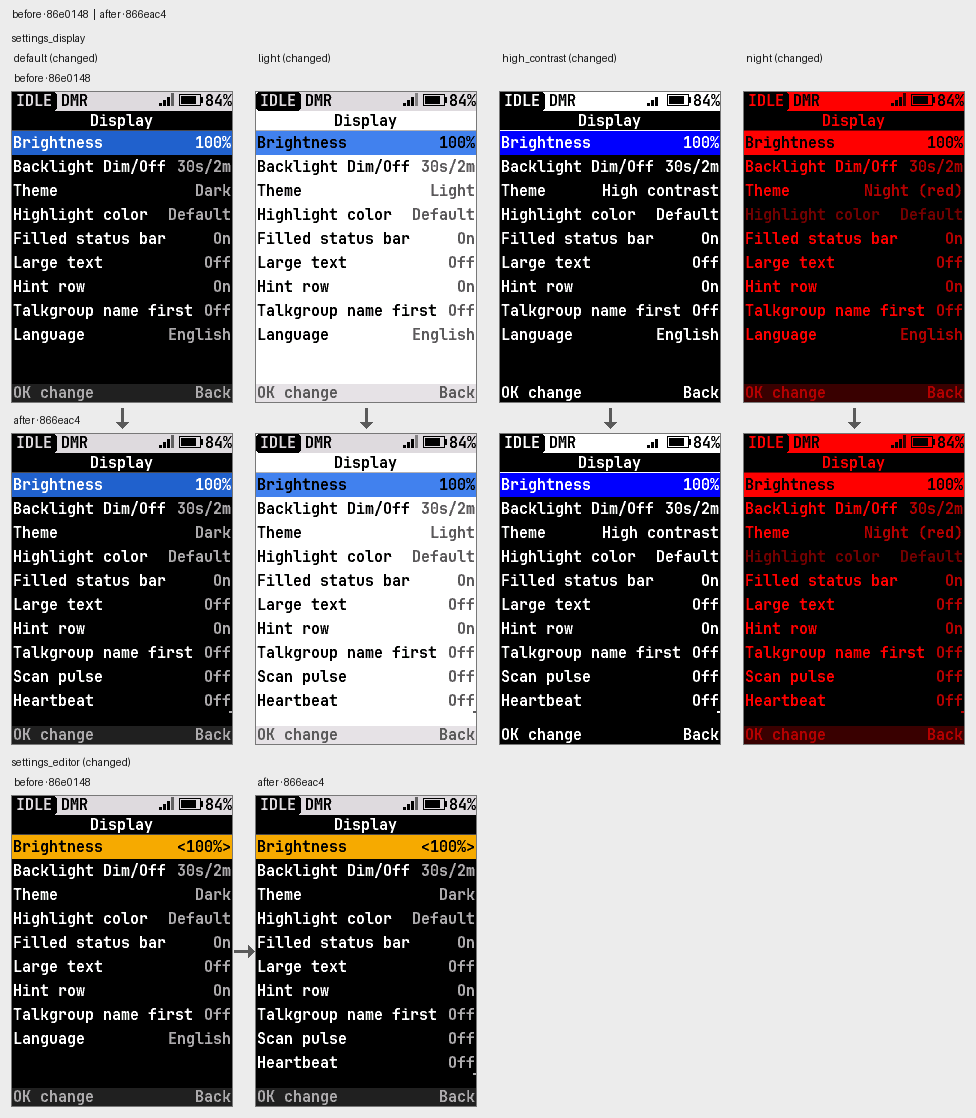 before · 86e0148 | after · 866eac4
settings_display
default (changed)
light (changed)
high_contrast (changed)
night (changed)
before · 86e0148
IDLE DMR 84%
Display
Brightness 100%
Backlight Dim/Off 30s/2m
Theme Dark
Highlight color Default
Filled status bar On
Large text Off
Hint row On
Talkgroup name first Off
Language English
OK change Back
IDLE DMR 84%
Display
Brightness 100%
Backlight Dim/Off 30s/2m
Theme Light
Highlight color Default
Filled status bar On
Large text Off
Hint row On
Talkgroup name first Off
Language English
OK change Back
IDLE DMR 84%
Display
Brightness 100%
Backlight Dim/Off 30s/2m
Theme High contrast
Highlight color Default
Filled status bar On
Large text Off
Hint row On
Talkgroup name first Off
Language English
OK change Back
IDLE DMR 84%
Display
Brightness 100%
Backlight Dim/Off 30s/2m
Theme Night (red)
Highlight color Default
Filled status bar On
Large text Off
Hint row On
Talkgroup name first Off
Language English
OK change Back
after · 866eac4
IDLE DMR 84%
Display
Brightness 100%
Backlight Dim/Off 30s/2m
Theme Dark
Highlight color Default
Filled status bar On
Large text Off
Hint row On
Talkgroup name first Off
Scan pulse Off
Heartbeat Off
OK change Back
IDLE DMR 84%
Display
Brightness 100%
Backlight Dim/Off 30s/2m
Theme Light
Highlight color Default
Filled status bar On
Large text Off
Hint row On
Talkgroup name first Off
Scan pulse Off
Heartbeat Off
OK change Back
IDLE DMR 84%
Display
Brightness 100%
Backlight Dim/Off 30s/2m
Theme High contrast
Highlight color Default
Filled status bar On
Large text Off
Hint row On
Talkgroup name first Off
Scan pulse Off
Heartbeat Off
OK change Back
IDLE DMR 84%
Display
Brightness 100%
Backlight Dim/Off 30s/2m
Theme Night (red)
Highlight color Default
Filled status bar On
Large text Off
Hint row On
Talkgroup name first Off
Scan pulse Off
Heartbeat Off
OK change Back
settings_editor (changed)
before · 86e0148
after · 866eac4
IDLE DMR 84%
Display
Brightness <100%>
Backlight Dim/Off 30s/2m
Theme Dark
Highlight color Default
Filled status bar On
Large text Off
Hint row On
Talkgroup name first Off
Language English
OK change Back
IDLE DMR 84%
Display
Brightness <100%>
Backlight Dim/Off 30s/2m
Theme Dark
Highlight color Default
Filled status bar On
Large text Off
Hint row On
Talkgroup name first Off
Scan pulse Off
Heartbeat Off
OK change Back